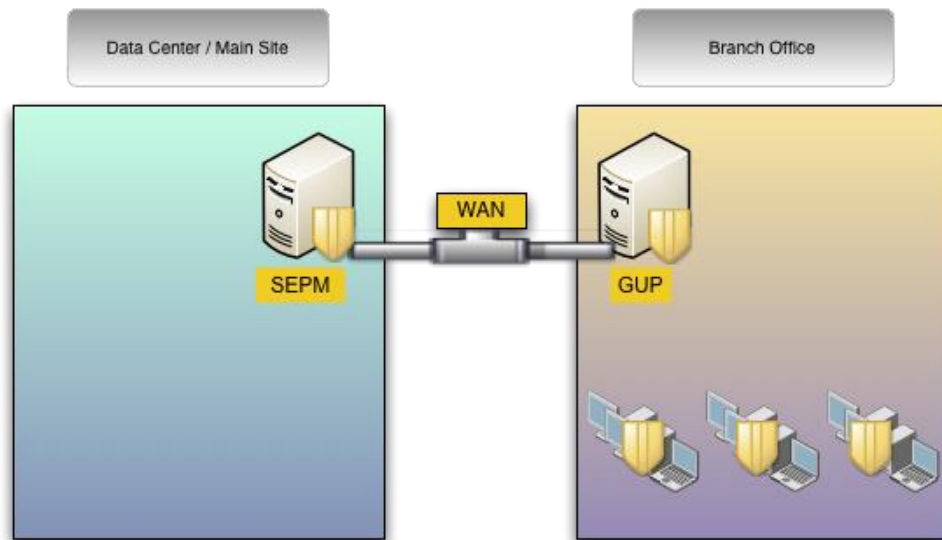 Data Center / Main Site
Branch Office
WAN
SEPM
GUP